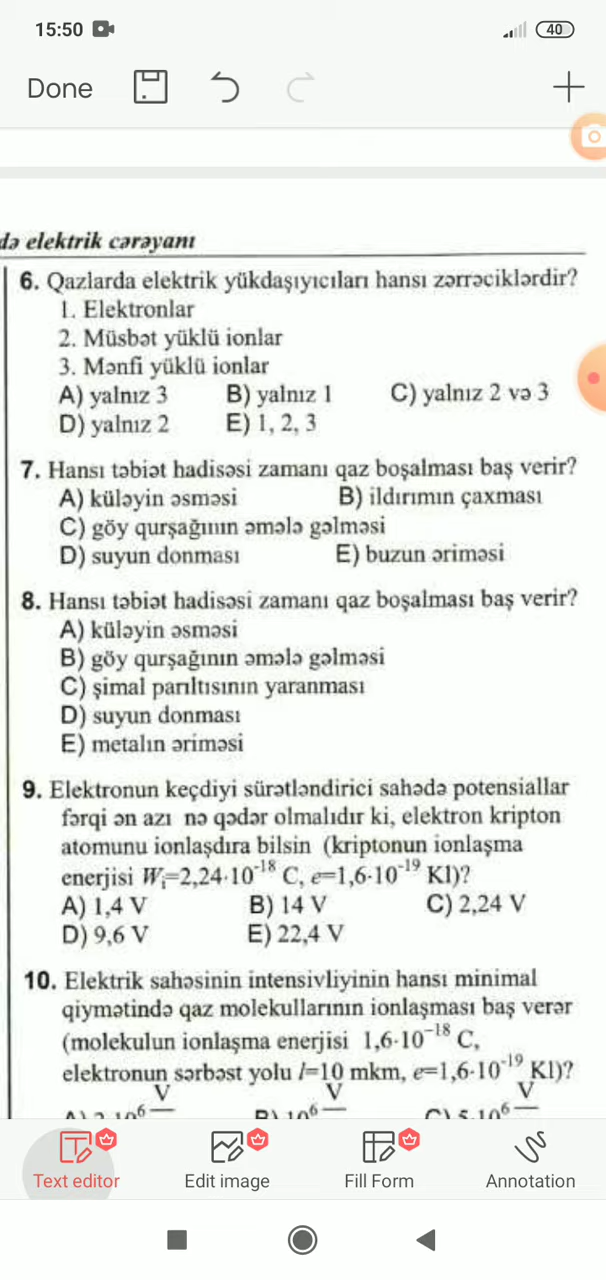 15:50
40
Done
də elektrik cərəyanı
6. Qazlarda elektrik yükdaşıyıcıları hansı zərrəciklərdir?
1. Elektronlar
2. Müsbət yüklü ionlar
3. Mənfi yüklü ionlar
A) yalnız 3 B) yalnız 1 C) yalnız 2 və 3
D) yalnız 2 E) 1, 2, 3
7. Hansı təbiət hadisəsi zamanı qaz boşalması baş verir?
A) küləyin əsməsi B) ildırımın çaxması
C) göy qurşağının əmələ gəlməsi
D) suyun donması E) buzun əriməsi
8. Hansı təbiət hadisəsi zamanı qaz boşalması baş verir?
A) küləyin əsməsi
B) göy qurşağının əmələ gəlməsi
C) şimal parıltısının yaranması
D) suyun donması
E) metalın əriməsi
9. Elektronun keçdiyi sürətləndirici sahədə potensiallar
fərqi ən azı nə qədər olmalıdır ki, elektron kripton
atomunu ionlaşdıra bilsin (kriptonun ionlaşma
enerjisi Wᵢ=2,24·10⁻¹⁸ C, e=1,6·10⁻¹⁹ Kl)?
A) 1,4 V B) 14 V C) 2,24 V
D) 9,6 V E) 22,4 V
10. Elektrik sahəsinin intensivliyinin hansı minimal
qiymətində qaz molekullarının ionlaşması baş verər
(molekulun ionlaşma enerjisi 1,6·10⁻¹⁸ C,
elektronun sərbəst yolu l=10 mkm, e=1,6·10⁻¹⁹ Kl)?
V V V
Text editor Edit image Fill Form Annotation